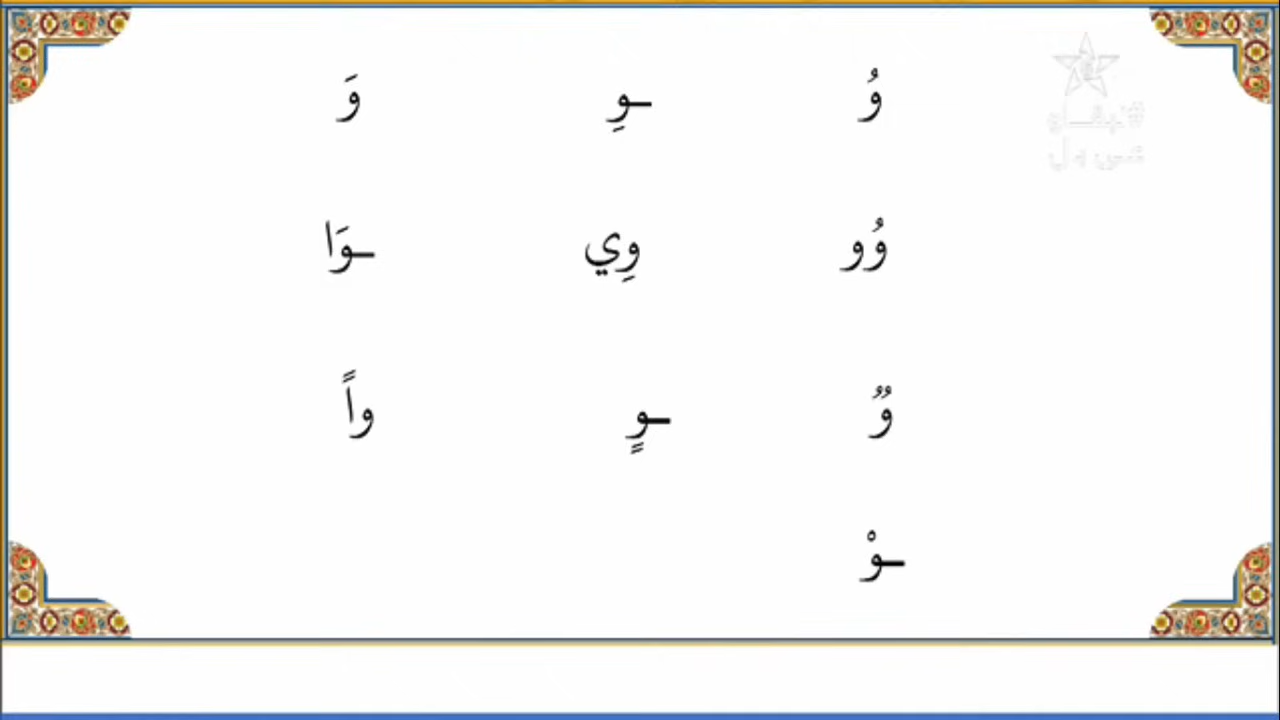 وُ ـوِ وَ
وُو وِي ـوَا
وٌ ـوٍ واً
ـوْ